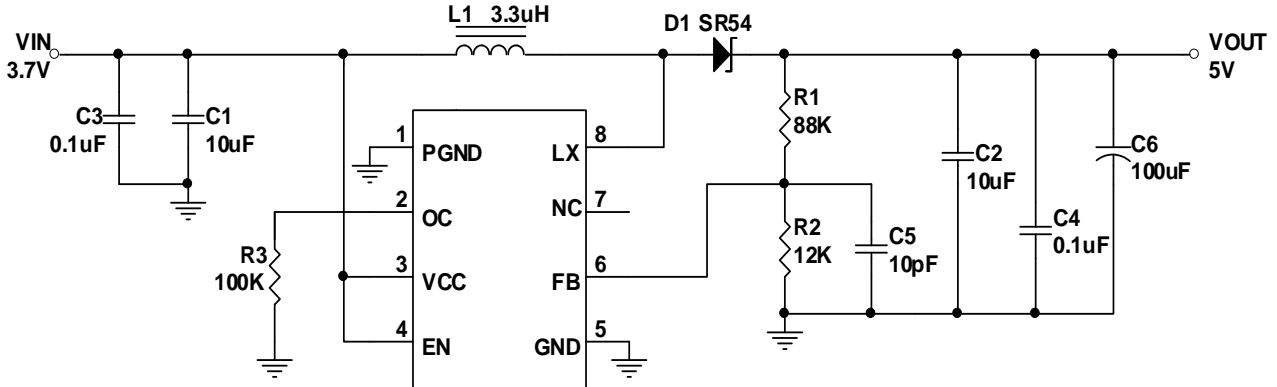 L1 3.3uH
D1 SR54
VIN
3.7V
VOUT
5V
C3
0.1uF
C1
10uF
R1
88K
C2
10uF
C6
100uF
1
PGND
LX
8
2
OC
NC
7
R3
100K
3
VCC
FB
6
R2
12K
C5
10pF
C4
0.1uF
4
EN
GND
5